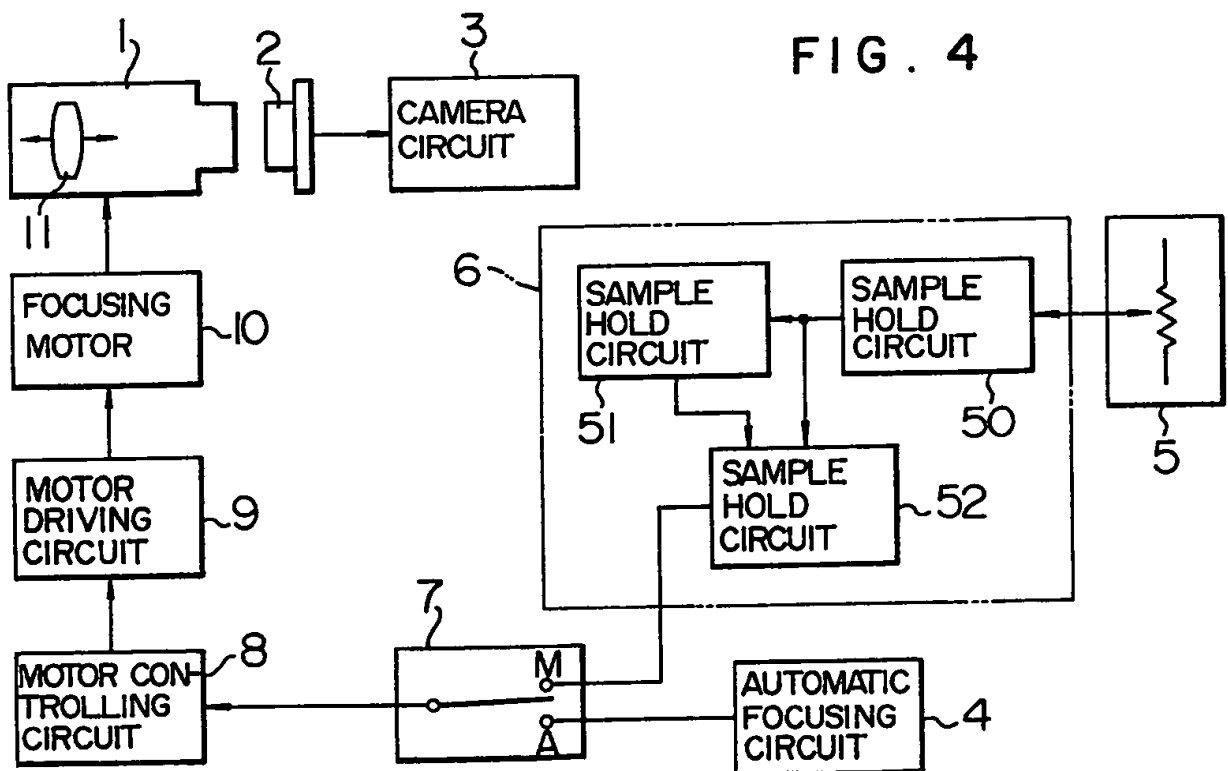 FIG. 4
1
2
3
CAMERA
CIRCUIT
11
6
SAMPLE
HOLD
CIRCUIT
51
SAMPLE
HOLD
CIRCUIT
50
5
FOCUSING
MOTOR
10
SAMPLE
HOLD
CIRCUIT
52
MOTOR
DRIVING
CIRCUIT
9
7
M
A
MOTOR CON
TROLLING
CIRCUIT
8
AUTOMATIC
FOCUSING
CIRCUIT
4